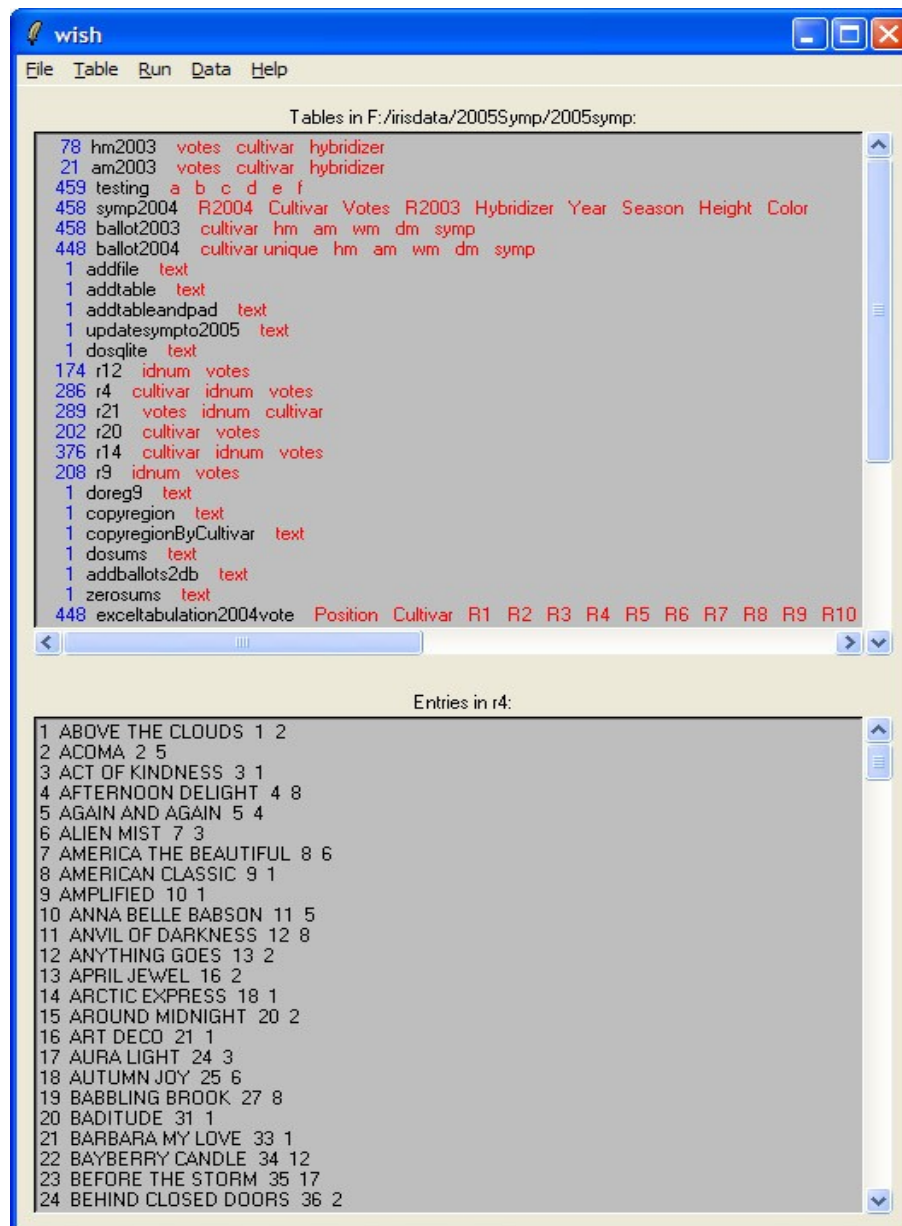 wish
File Table Run Data Help
Tables in F:/irisdata/2005Symp/2005symp:
78 hm2003 votes cultivar hybridizer
21 am2003 votes cultivar hybridizer
459 testing a b c d e f
458 symp2004 R2004 Cultivar Votes R2003 Hybridizer Year Season Height Color
458 ballot2003 cultivar hm am wm dm symp
448 ballot2004 cultivar unique hm am wm dm symp
1 addfile text
1 addtable text
1 addtableandpad text
1 updatesympto2005 text
1 dosqlite text
174 r12 idnum votes
286 r4 cultivar idnum votes
289 r21 votes idnum cultivar
202 r20 cultivar votes
376 r14 cultivar idnum votes
208 r9 idnum votes
1 doreg9 text
1 copyregion text
1 copyregionByCultivar text
1 dosums text
1 addballots2db text
1 zerosums text
448 exceltabulation2004vote Position Cultivar R1 R2 R3 R4 R5 R6 R7 R8 R9 R10
Entries in r4:
1 ABOVE THE CLOUDS 1 2
2 ACOMA 2 5
3 ACT OF KINDNESS 3 1
4 AFTERNOON DELIGHT 4 8
5 AGAIN AND AGAIN 5 4
6 ALIEN MIST 7 3
7 AMERICA THE BEAUTIFUL 8 6
8 AMERICAN CLASSIC 9 1
9 AMPLIFIED 10 1
10 ANNA BELLE BABSON 11 5
11 ANVIL OF DARKNESS 12 8
12 ANYTHING GOES 13 2
13 APRIL JEWEL 16 2
14 ARCTIC EXPRESS 18 1
15 AROUND MIDNIGHT 20 2
16 ART DECO 21 1
17 AURA LIGHT 24 3
18 AUTUMN JOY 25 6
19 BABBLING BROOK 27 8
20 BADITUDE 31 1
21 BARBARA MY LOVE 33 1
22 BAYBERRY CANDLE 34 12
23 BEFORE THE STORM 35 17
24 BEHIND CLOSED DOORS 36 2